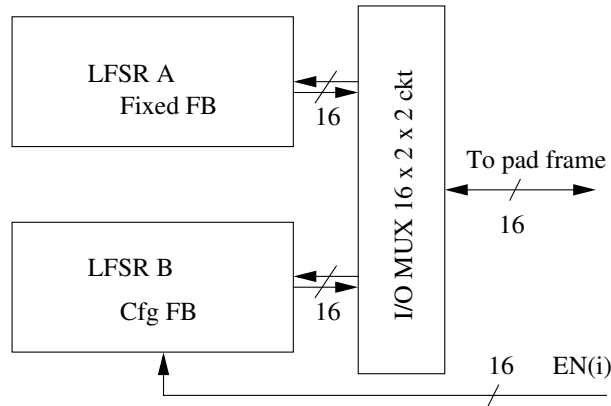 LFSR A
Fixed FB
16
I/O MUX 16 x 2 x 2 ckt
To pad frame
16
LFSR B
Cfg FB
16
16
EN(i)